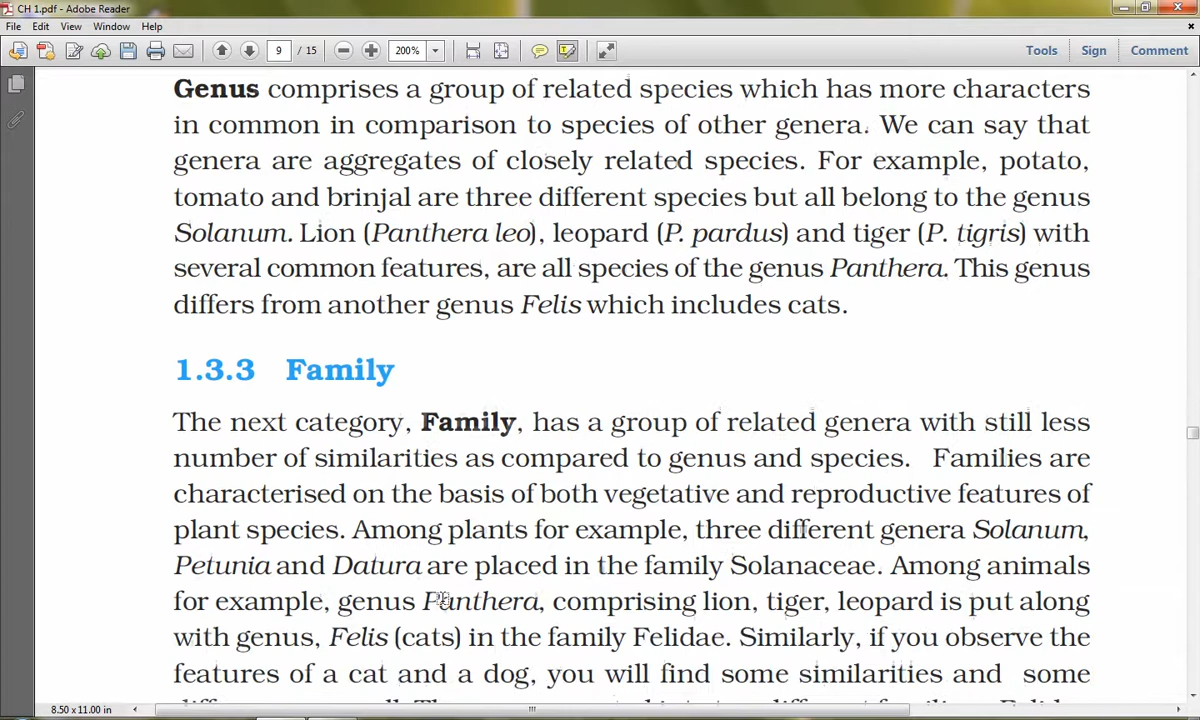 CH 1.pdf - Adobe Reader
File Edit View Window Help
9 / 15 200% Tools Sign Comment
Genus comprises a group of related species which has more characters
in common in comparison to species of other genera. We can say that
genera are aggregates of closely related species. For example, potato,
tomato and brinjal are three different species but all belong to the genus
Solanum. Lion (Panthera leo), leopard (P. pardus) and tiger (P. tigris) with
several common features, are all species of the genus Panthera. This genus
differs from another genus Felis which includes cats.
1.3.3 Family
The next category, Family, has a group of related genera with still less
number of similarities as compared to genus and species. Families are
characterised on the basis of both vegetative and reproductive features of
plant species. Among plants for example, three different genera Solanum,
Petunia and Datura are placed in the family Solanaceae. Among animals
for example, genus Panthera, comprising lion, tiger, leopard is put along
with genus, Felis (cats) in the family Felidae. Similarly, if you observe the
features of a cat and a dog, you will find some similarities and some
8.50 x 11.00 in